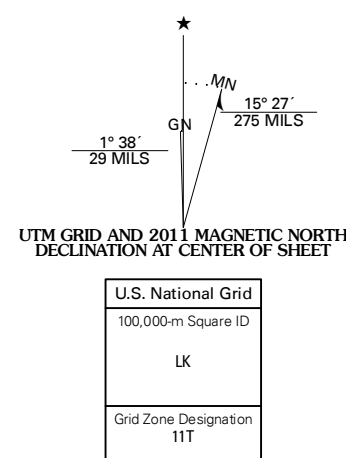 ★
MN
15° 27´
275 MILS
GN
1° 38´
29 MILS
UTM GRID AND 2011 MAGNETIC NORTH
DECLINATION AT CENTER OF SHEET
U.S. National Grid
100,000-m Square ID
LK
Grid Zone Designation
11T